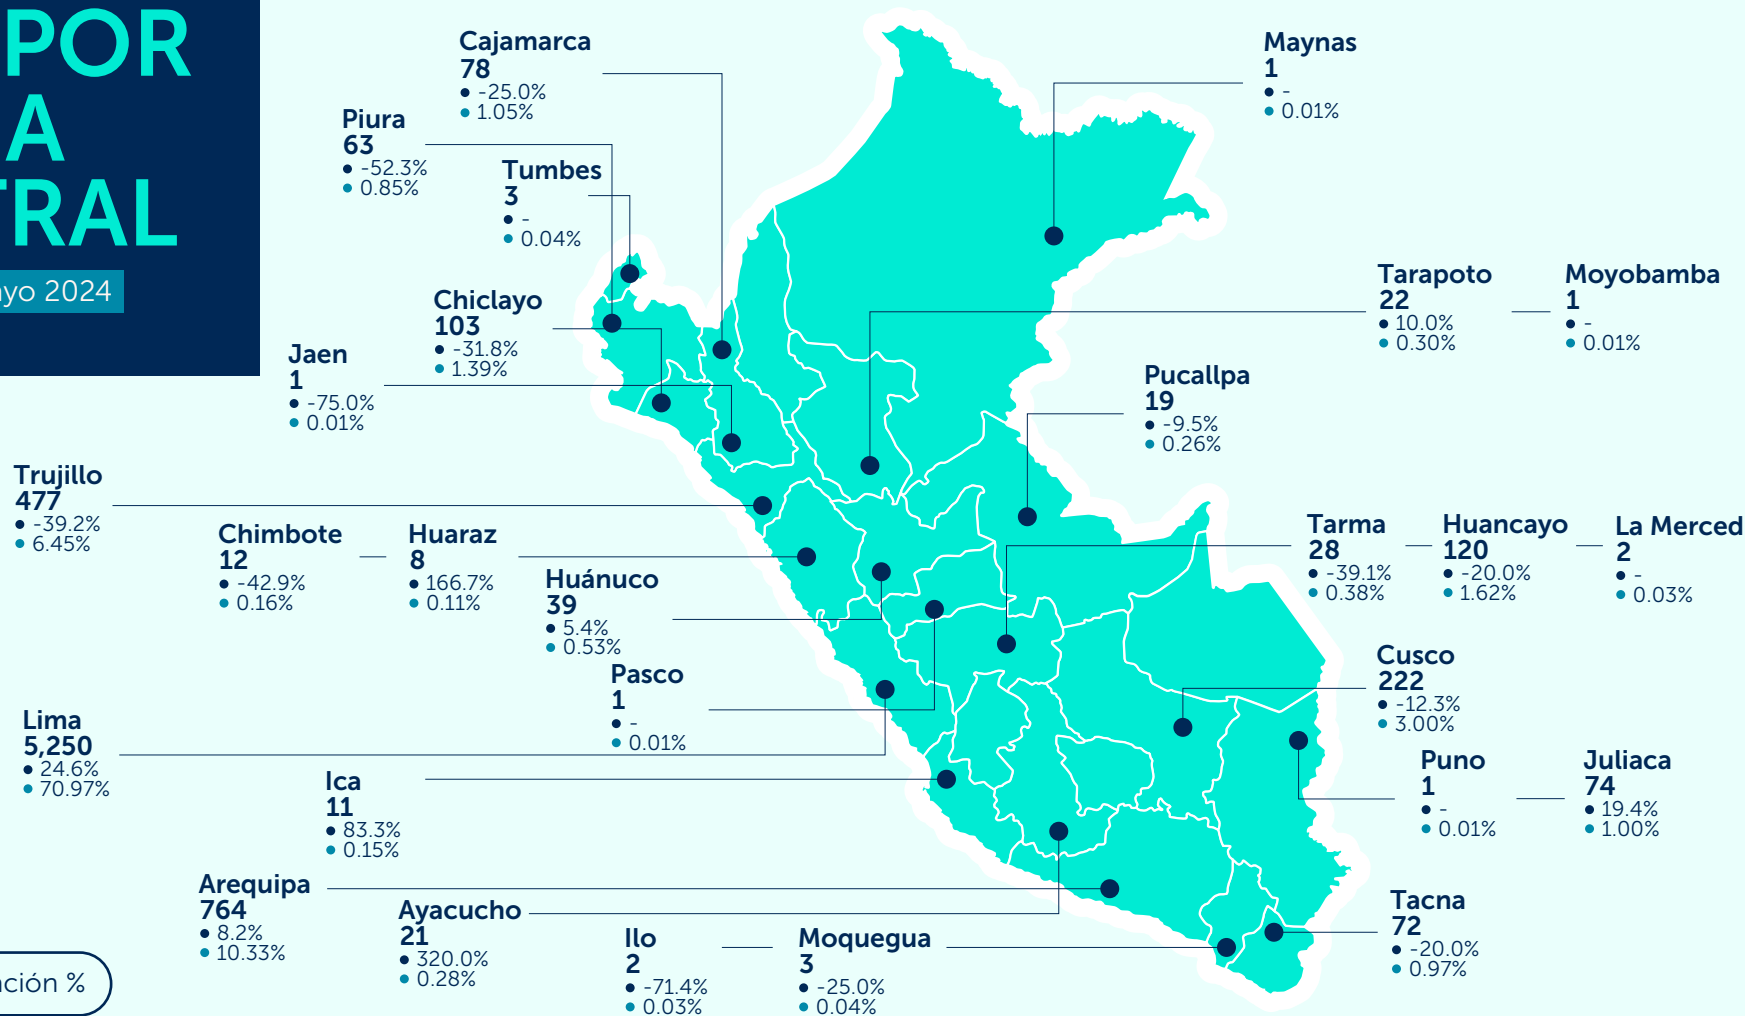 POR
A
TRAL
ayo 2024
Cajamarca
78
-25.0%
1.05%
Piura
63
-52.3%
0.85%
Tumbes
3
-
0.04%
Chiclayo
103
-31.8%
1.39%
Jaen
1
-75.0%
0.01%
Maynas
1
-
0.01%
Tarapoto
22
10.0%
0.30%
Moyobamba
1
-
0.01%
Pucallpa
19
-9.5%
0.26%
Trujillo
477
-39.2%
6.45%
Chimbote
12
-42.9%
0.16%
Huaraz
8
166.7%
0.11%
Huánuco
39
5.4%
0.53%
Pasco
1
-
0.01%
Tarma
28
-39.1%
0.38%
Huancayo
120
-20.0%
1.62%
La Merced
2
-
0.03%
Cusco
222
-12.3%
3.00%
Puno
1
-
0.01%
Juliaca
74
19.4%
1.00%
Lima
5,250
24.6%
70.97%
Ica
11
83.3%
0.15%
Arequipa
764
8.2%
10.33%
Ayacucho
21
320.0%
0.28%
Ilo
2
-71.4%
0.03%
Moquegua
3
-25.0%
0.04%
Tacna
72
-20.0%
0.97%
ación %